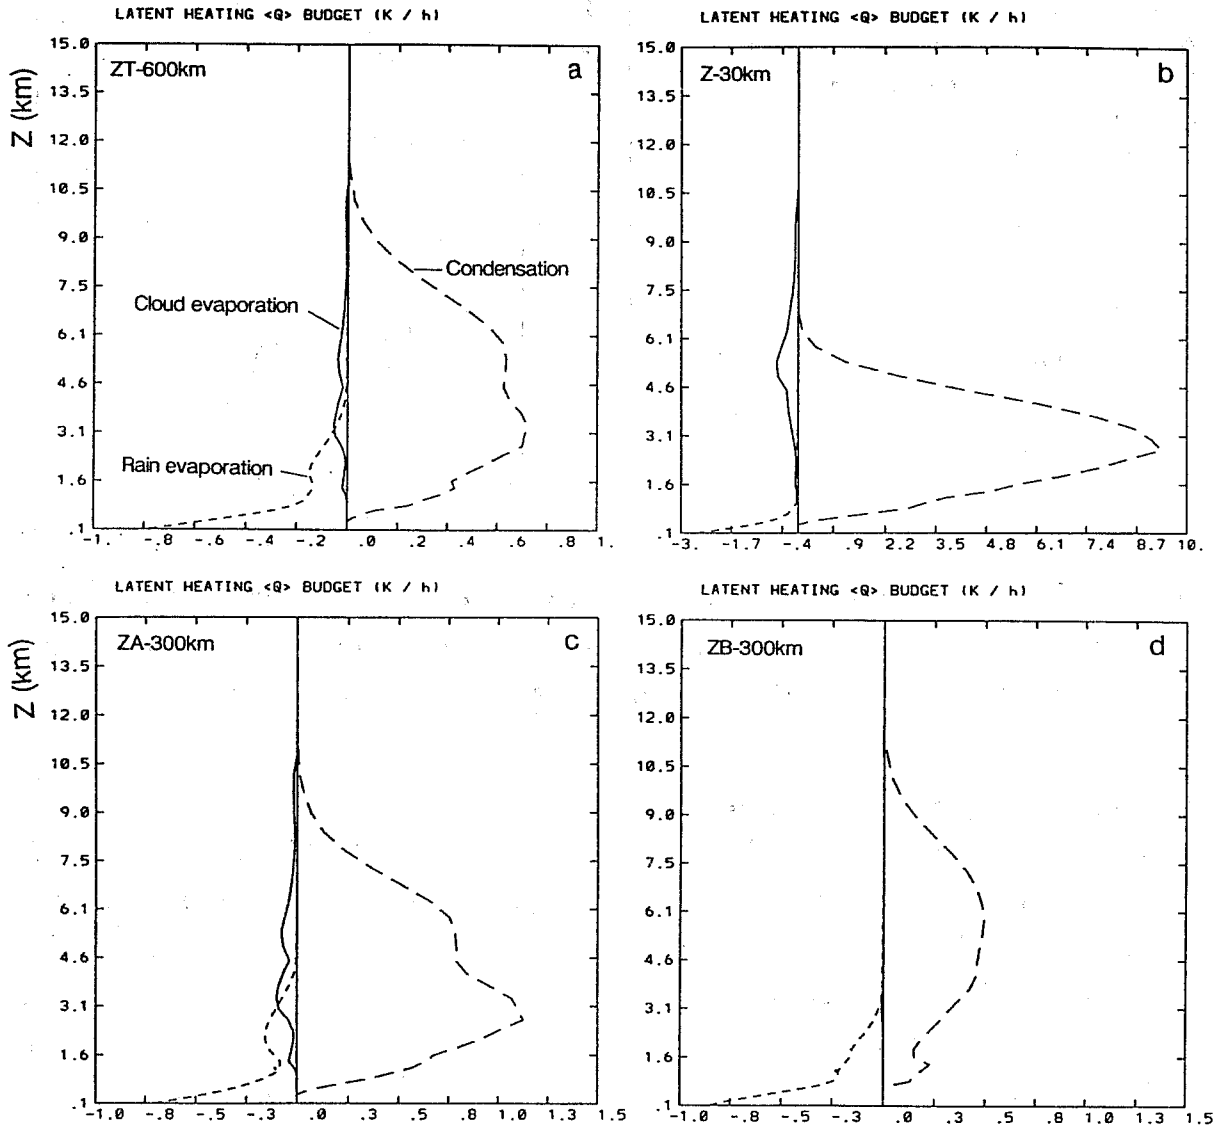 LATENT HEATING <Q> BUDGET (K / h)
15.0
13.5
12.0
10.5
9.0
7.5
6.1
4.6
3.1
1.6
.1
Z (km)
ZT-600km
a
Condensation
Cloud evaporation
Rain evaporation
-1. -.8 -.6 -.4 -.2 .0 .2 .4 .6 .8 1.
LATENT HEATING <Q> BUDGET (K / h)
15.0
13.5
12.0
10.5
9.0
7.5
6.1
4.6
3.1
1.6
.1
Z-30km
b
-3. -1.7 -.4 .9 2.2 3.5 4.8 6.1 7.4 8.7 10.
LATENT HEATING <Q> BUDGET (K / h)
15.0
13.5
12.0
10.5
9.0
7.5
6.1
4.6
3.1
1.6
.1
Z (km)
ZA-300km
c
-1.0 -.8 -.5 -.3 .0 .3 .5 .8 1.0 1.3 1.5
LATENT HEATING <Q> BUDGET (K / h)
15.0
13.5
12.0
10.5
9.0
7.5
6.1
4.6
3.1
1.6
.1
ZB-300km
d
-1.0 -.8 -.5 -.3 .0 .3 .5 .8 1.0 1.3 1.5